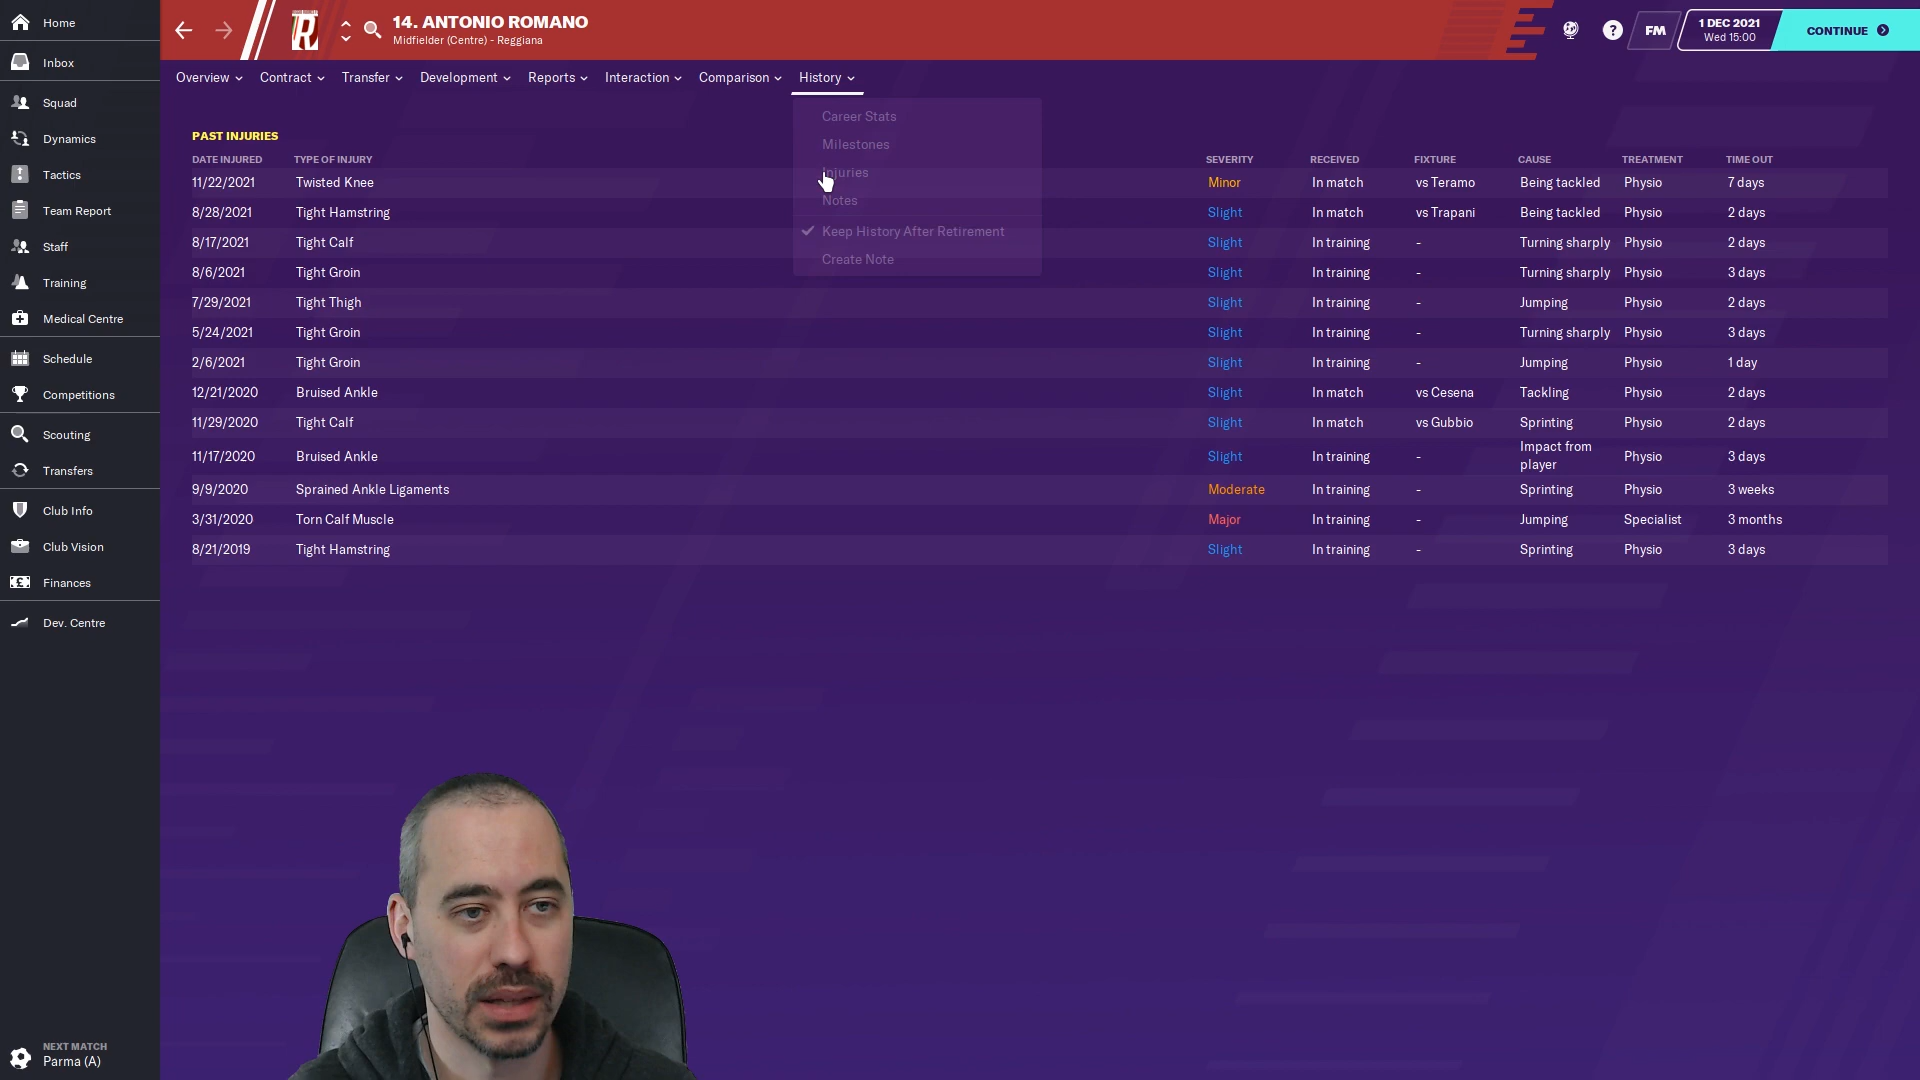 Home
Inbox
Squad
Dynamics
Tactics
Team Report
Staff
Training
Medical Centre
Schedule
Competitions
Scouting
Transfers
Club Info
Club Vision
Finances
Dev. Centre
NEXT MATCH
Parma (A)
R
14. ANTONIO ROMANO
Midfielder (Centre) - Reggiana
?
FM
1 DEC 2021
Wed 15:00
CONTINUE
Overview Contract Transfer Development Reports Interaction Comparison History
Career Stats
Milestones
Injuries
Notes
Keep History After Retirement
Create Note
PAST INJURIES
DATE INJURED TYPE OF INJURY SEVERITY RECEIVED FIXTURE CAUSE TREATMENT TIME OUT
11/22/2021 Twisted Knee Minor In match vs Teramo Being tackled Physio 7 days
8/28/2021 Tight Hamstring Slight In match vs Trapani Being tackled Physio 2 days
8/17/2021 Tight Calf Slight In training - Turning sharply Physio 2 days
8/6/2021 Tight Groin Slight In training - Turning sharply Physio 3 days
7/29/2021 Tight Thigh Slight In training - Jumping Physio 2 days
5/24/2021 Tight Groin Slight In training - Turning sharply Physio 3 days
2/6/2021 Tight Groin Slight In training - Jumping Physio 1 day
12/21/2020 Bruised Ankle Slight In match vs Cesena Tackling Physio 2 days
11/29/2020 Tight Calf Slight In match vs Gubbio Sprinting Physio 2 days
11/17/2020 Bruised Ankle Slight In training - Impact from player Physio 3 days
9/9/2020 Sprained Ankle Ligaments Moderate In training - Sprinting Physio 3 weeks
3/31/2020 Torn Calf Muscle Major In training - Jumping Specialist 3 months
8/21/2019 Tight Hamstring Slight In training - Sprinting Physio 3 days